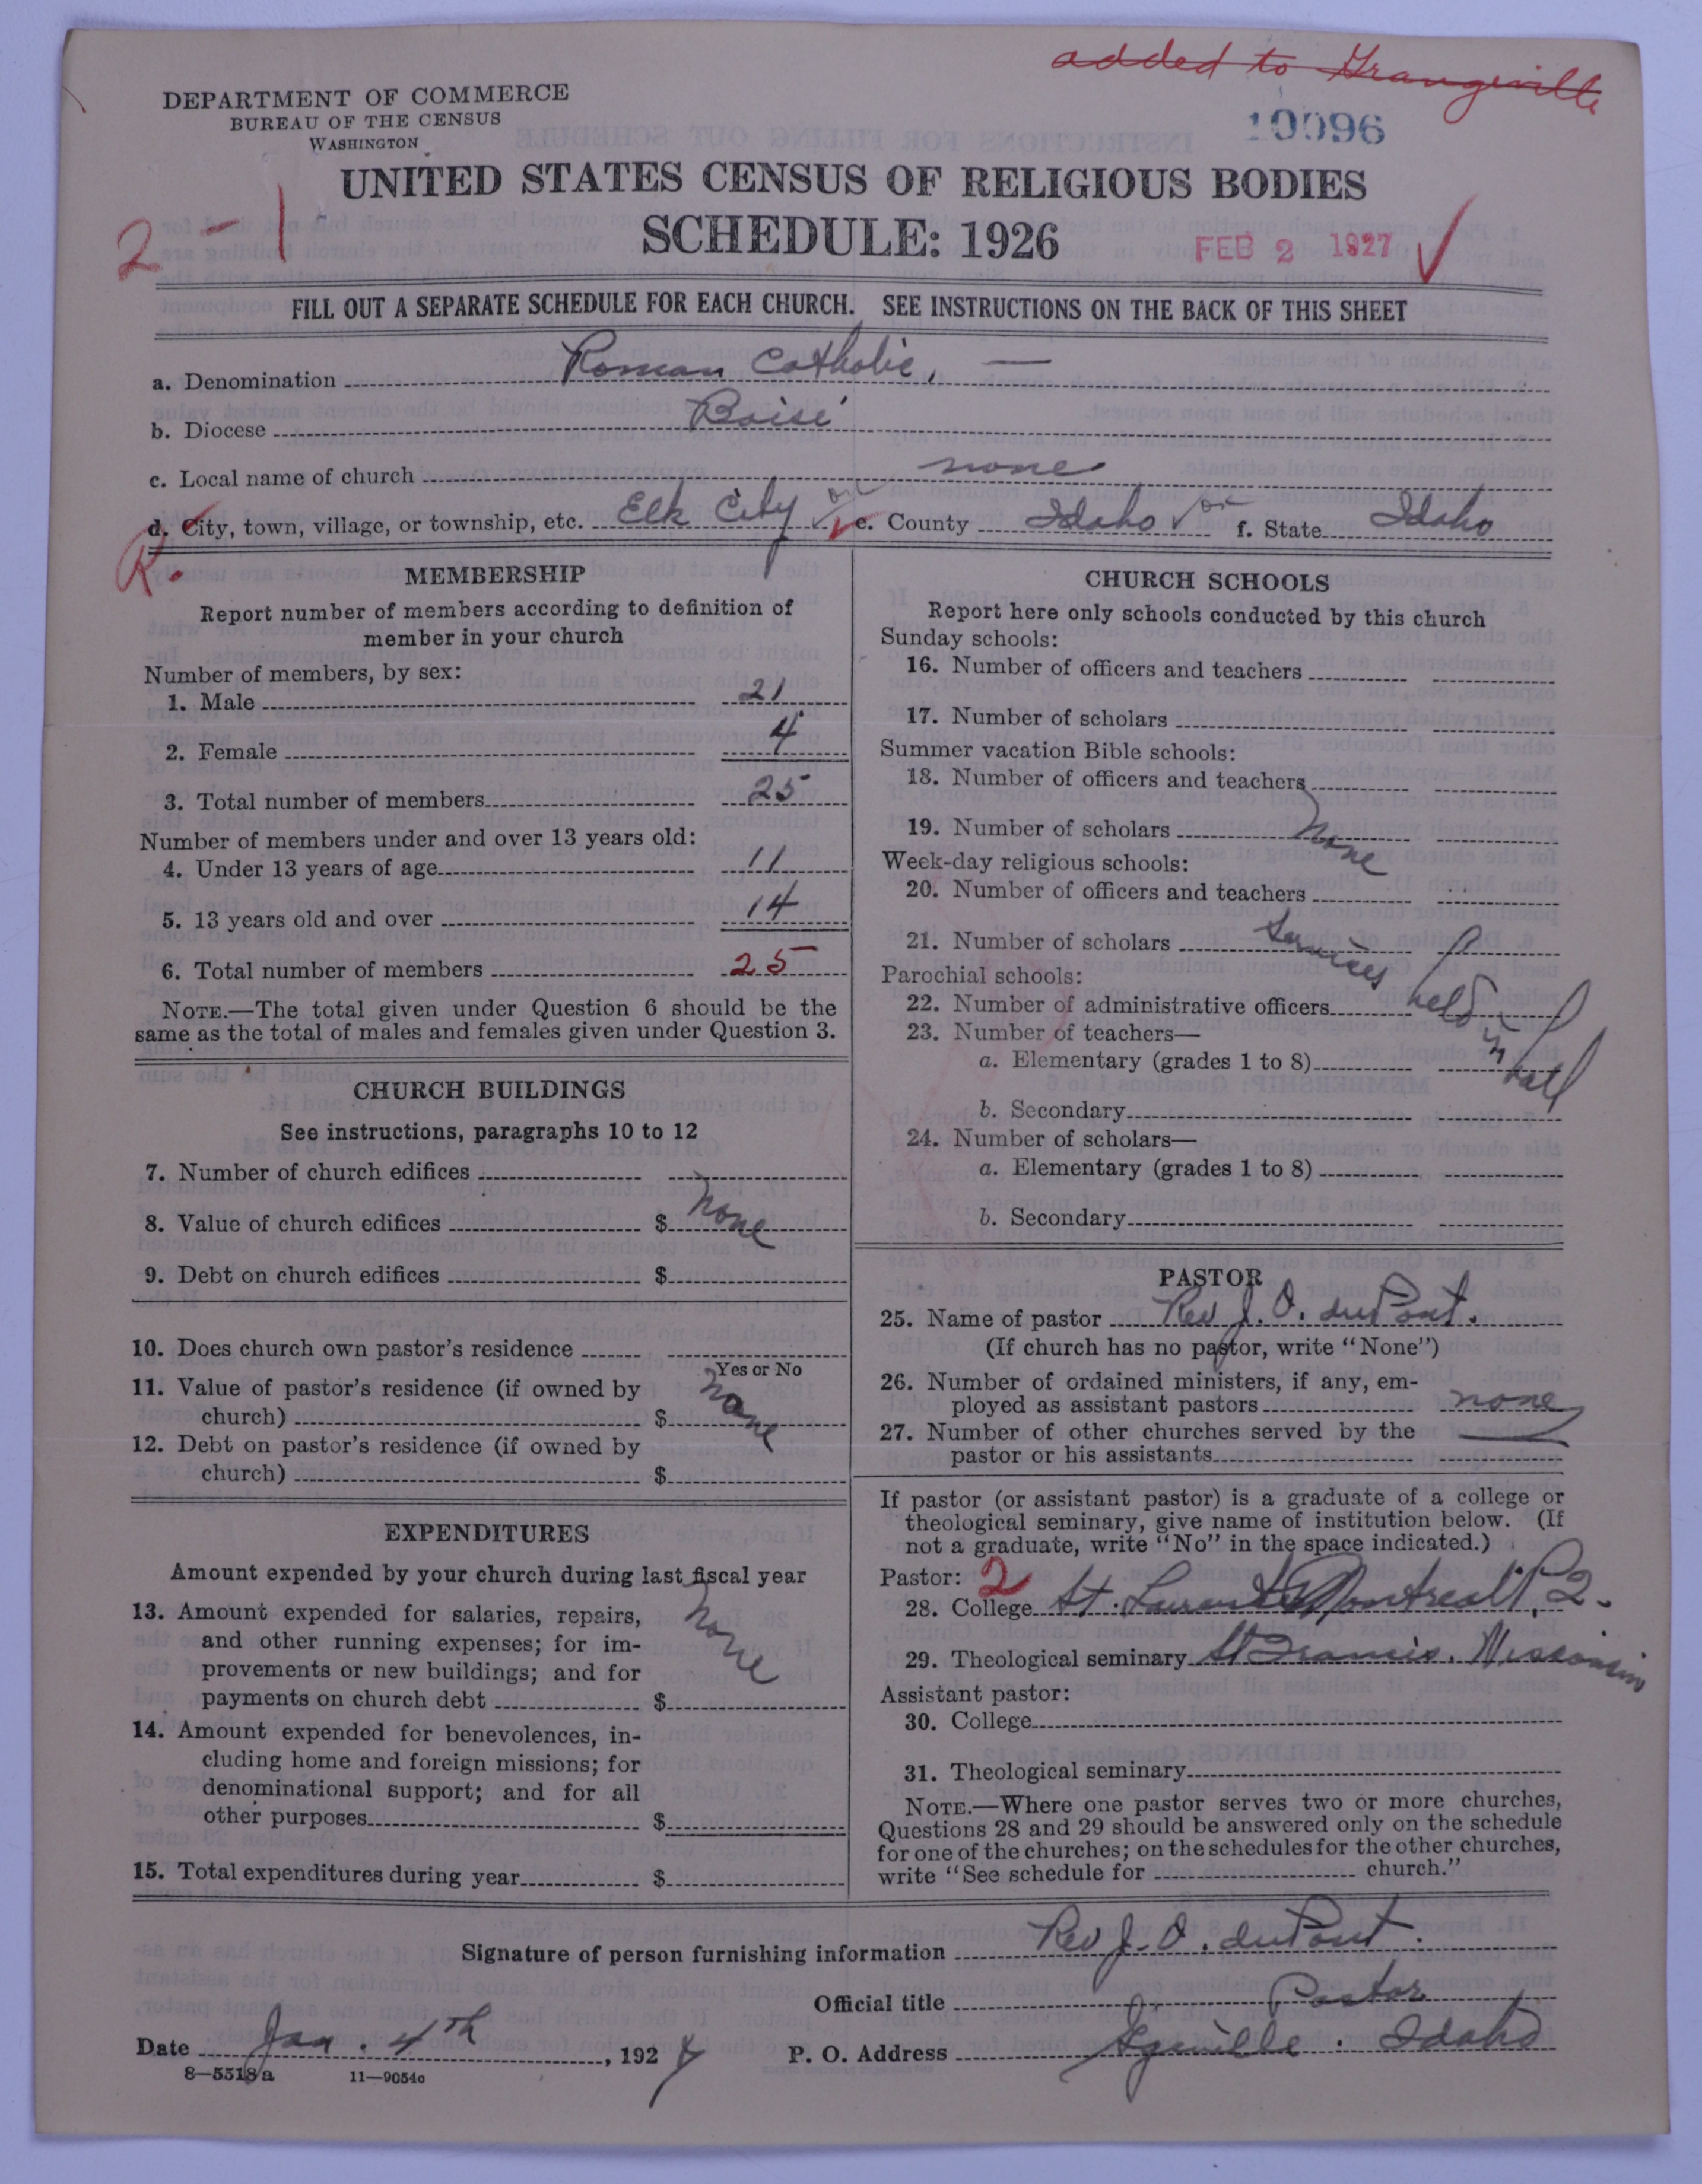 added to Grangeville
DEPARTMENT OF COMMERCE
BUREAU OF THE CENSUS
WASHINGTON
10096
UNITED STATES CENSUS OF RELIGIOUS BODIES
2-1
SCHEDULE: 1926
FEB 2 1927
FILL OUT A SEPARATE SCHEDULE FOR EACH CHURCH. SEE INSTRUCTIONS ON THE BACK OF THIS SHEET
a. Denomination Roman Catholic, —
b. Diocese Boise
c. Local name of church none
d. City, town, village, or township, etc. Elk City e. County Idaho f. State Idaho
R.
MEMBERSHIP
Report number of members according to definition of
member in your church
Number of members, by sex:
1. Male 21
2. Female 4
3. Total number of members 25
Number of members under and over 13 years old:
4. Under 13 years of age 11
5. 13 years old and over 14
6. Total number of members 25
NOTE.—The total given under Question 6 should be the
same as the total of males and females given under Question 3.
CHURCH BUILDINGS
See instructions, paragraphs 10 to 12
7. Number of church edifices
8. Value of church edifices $ none
9. Debt on church edifices $
10. Does church own pastor's residence
Yes or No
11. Value of pastor's residence (if owned by
church) $ none
12. Debt on pastor's residence (if owned by
church) $
EXPENDITURES
Amount expended by your church during last fiscal year
13. Amount expended for salaries, repairs,
and other running expenses; for im-
provements or new buildings; and for
payments on church debt $ none
14. Amount expended for benevolences, in-
cluding home and foreign missions; for
denominational support; and for all
other purposes $
15. Total expenditures during year $
CHURCH SCHOOLS
Report here only schools conducted by this church
Sunday schools:
16. Number of officers and teachers
17. Number of scholars
Summer vacation Bible schools:
18. Number of officers and teachers
19. Number of scholars none
Week-day religious schools:
20. Number of officers and teachers
21. Number of scholars Services held in hall
Parochial schools:
22. Number of administrative officers
23. Number of teachers—
a. Elementary (grades 1 to 8)
b. Secondary
24. Number of scholars—
a. Elementary (grades 1 to 8)
b. Secondary
PASTOR
25. Name of pastor Rev J. O. duPont.
(If church has no pastor, write "None")
26. Number of ordained ministers, if any, em-
ployed as assistant pastors none
27. Number of other churches served by the
pastor or his assistants
If pastor (or assistant pastor) is a graduate of a college or
theological seminary, give name of institution below. (If
not a graduate, write "No" in the space indicated.)
Pastor: 2
28. College St. Laurent Montreal P.Q.
29. Theological seminary St Francis. Wisconsin
Assistant pastor:
30. College
31. Theological seminary
NOTE.—Where one pastor serves two or more churches,
Questions 28 and 29 should be answered only on the schedule
for one of the churches; on the schedules for the other churches,
write "See schedule for church."
Signature of person furnishing information Rev J. O. duPont.
Official title Pastor
Date Jan. 4th, 1927 P. O. Address Idaho
8—5518a 11—9054c